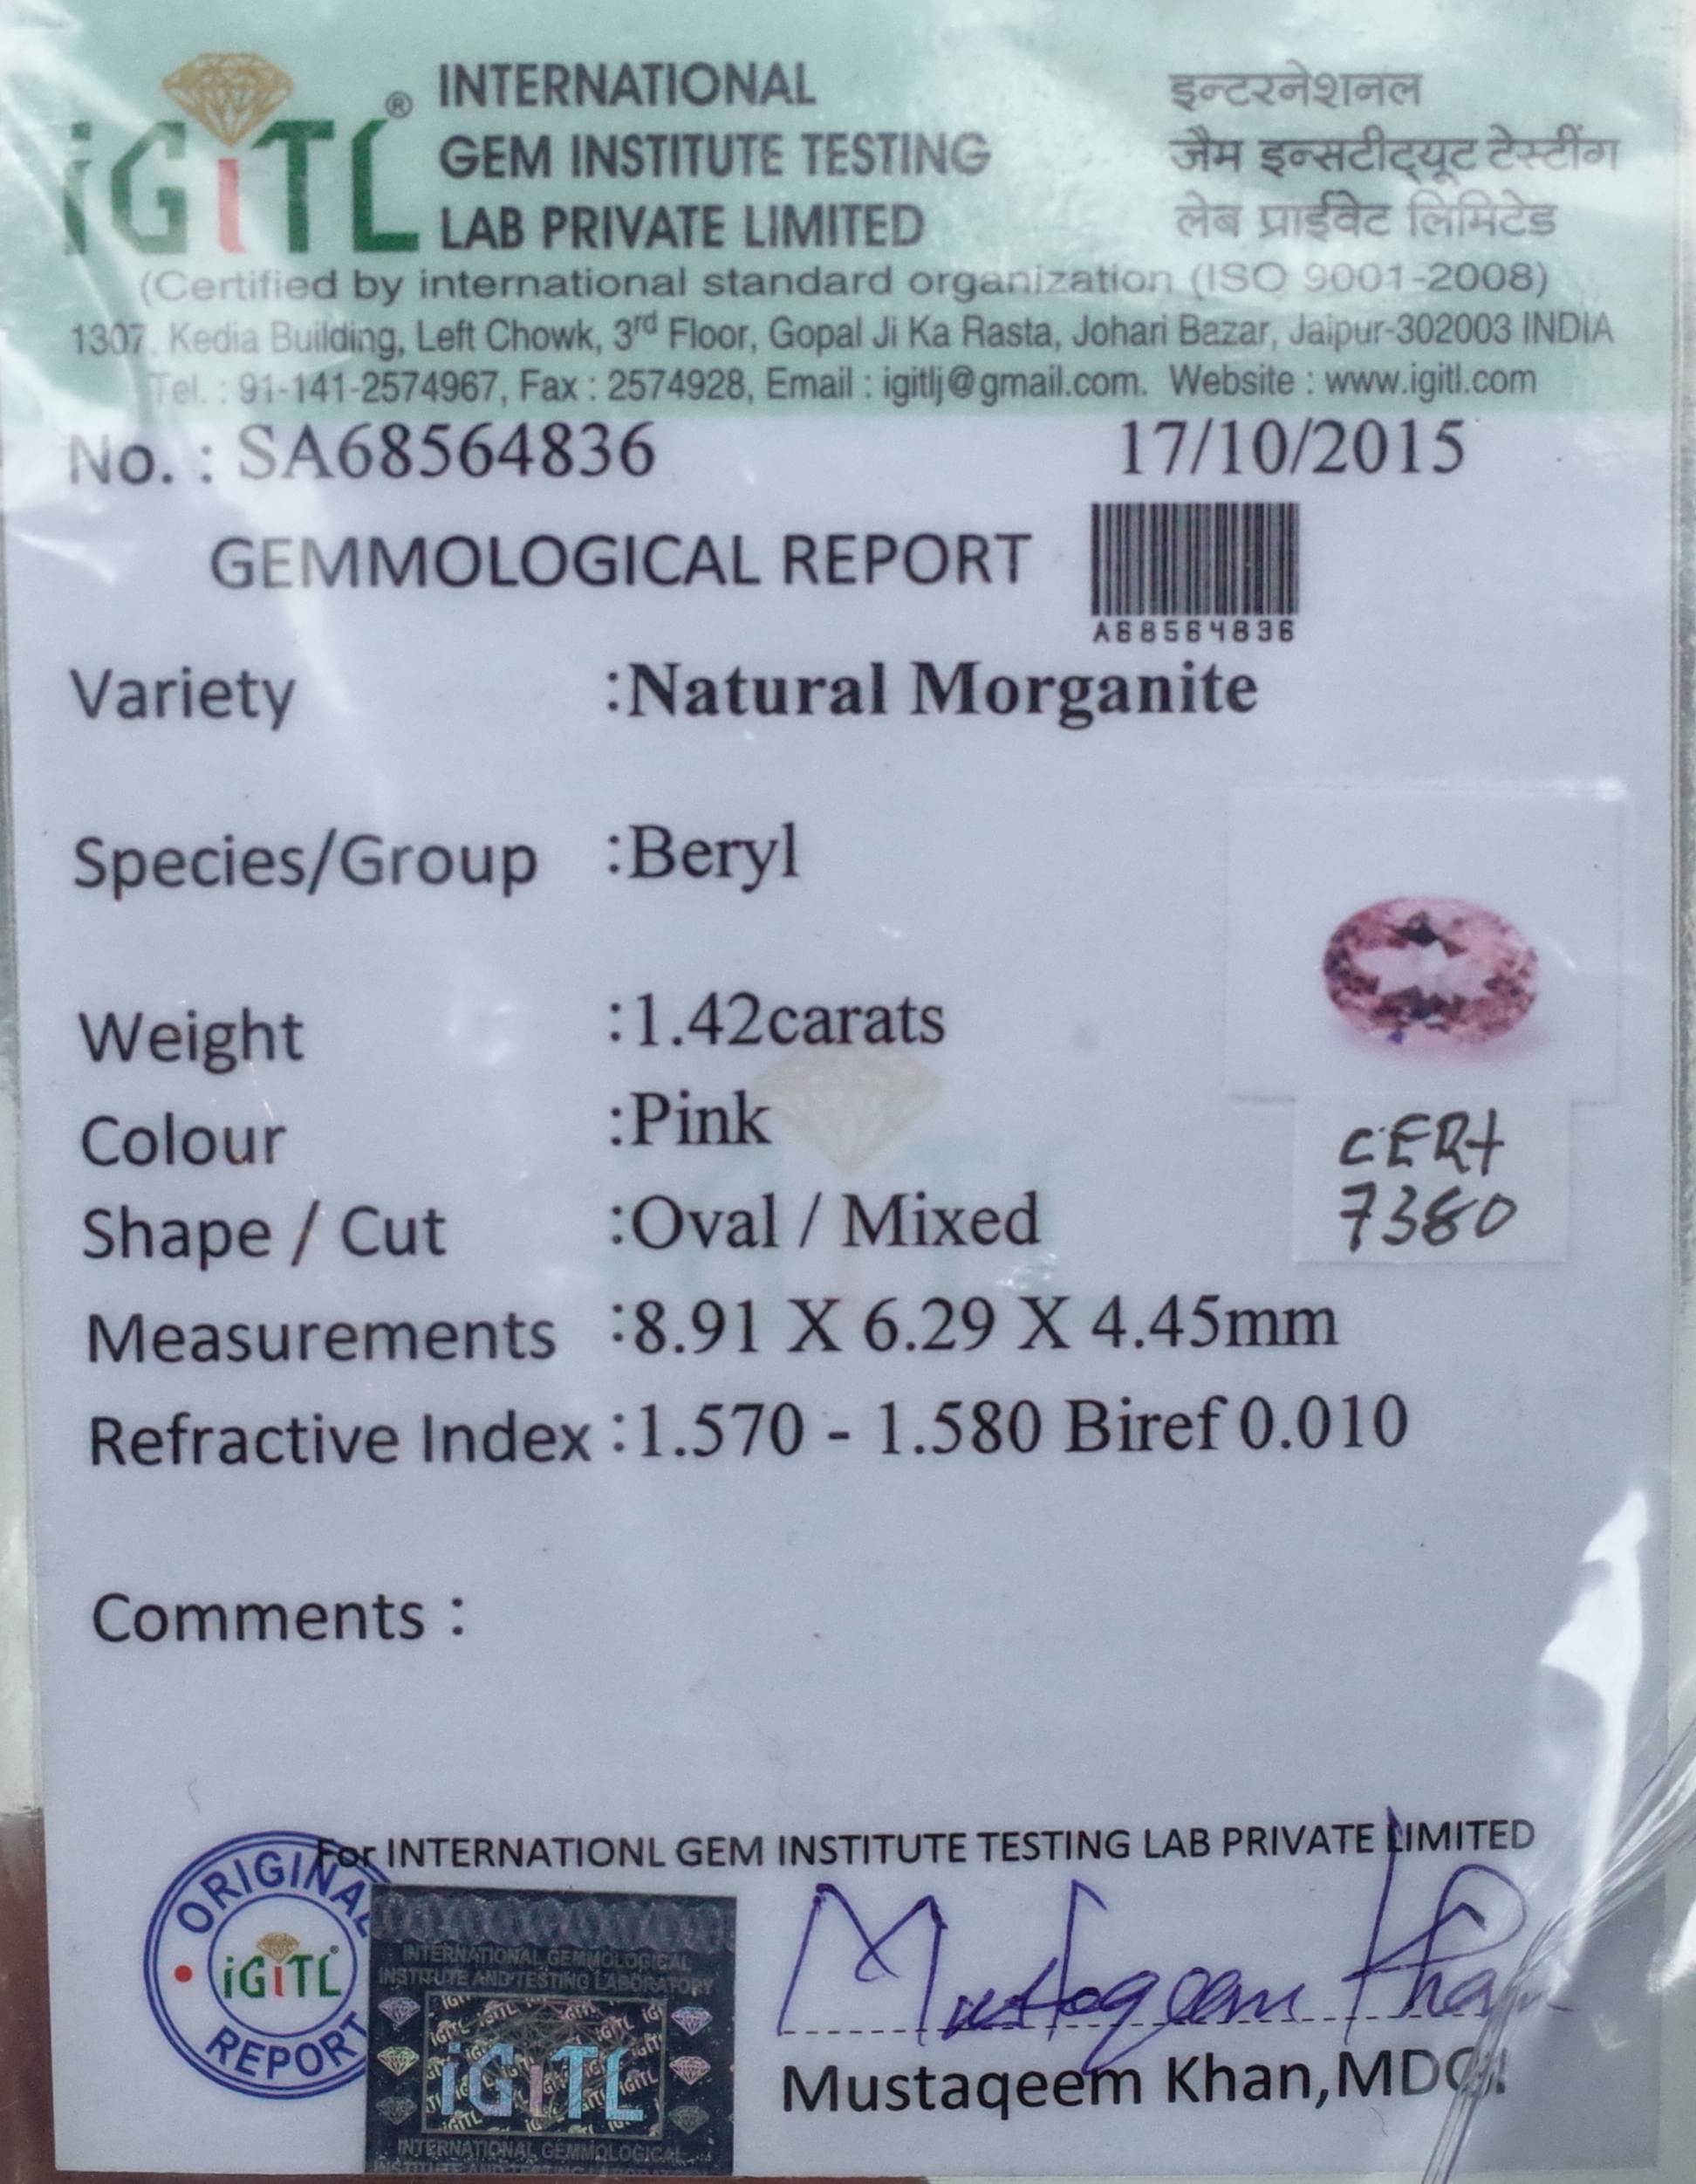 iGiTL®
INTERNATIONAL
GEM INSTITUTE TESTING
LAB PRIVATE LIMITED
इन्टरनेशनल
जैम इन्सटीट्यूट टेस्टींग
लेब प्राईवेट लिमिटेड
(Certified by international standard organization (ISO 9001-2008)
1307, Kedia Building, Left Chowk, 3rd Floor, Gopal Ji Ka Rasta, Johari Bazar, Jaipur-302003 INDIA
Tel. : 91-141-2574967, Fax : 2574928, Email : igitlj@gmail.com. Website : www.igitl.com
No. : SA68564836 17/10/2015
GEMMOLOGICAL REPORT
A68564836
Variety :Natural Morganite
Species/Group :Beryl
Weight :1.42carats
Colour :Pink
CERt
7380
Shape / Cut :Oval / Mixed
Measurements :8.91 X 6.29 X 4.45mm
Refractive Index :1.570 - 1.580 Biref 0.010
Comments :
For INTERNATIONL GEM INSTITUTE TESTING LAB PRIVATE LIMITED
ORIGINAL
iGiTL
REPORT
INTERNATIONAL GEMMOLOGICAL
INSTITUTE AND TESTING LABORATORY
iGiTL
INTERNATIONAL GEMMOLOGICAL
Mustaqeem Khan
Mustaqeem Khan,